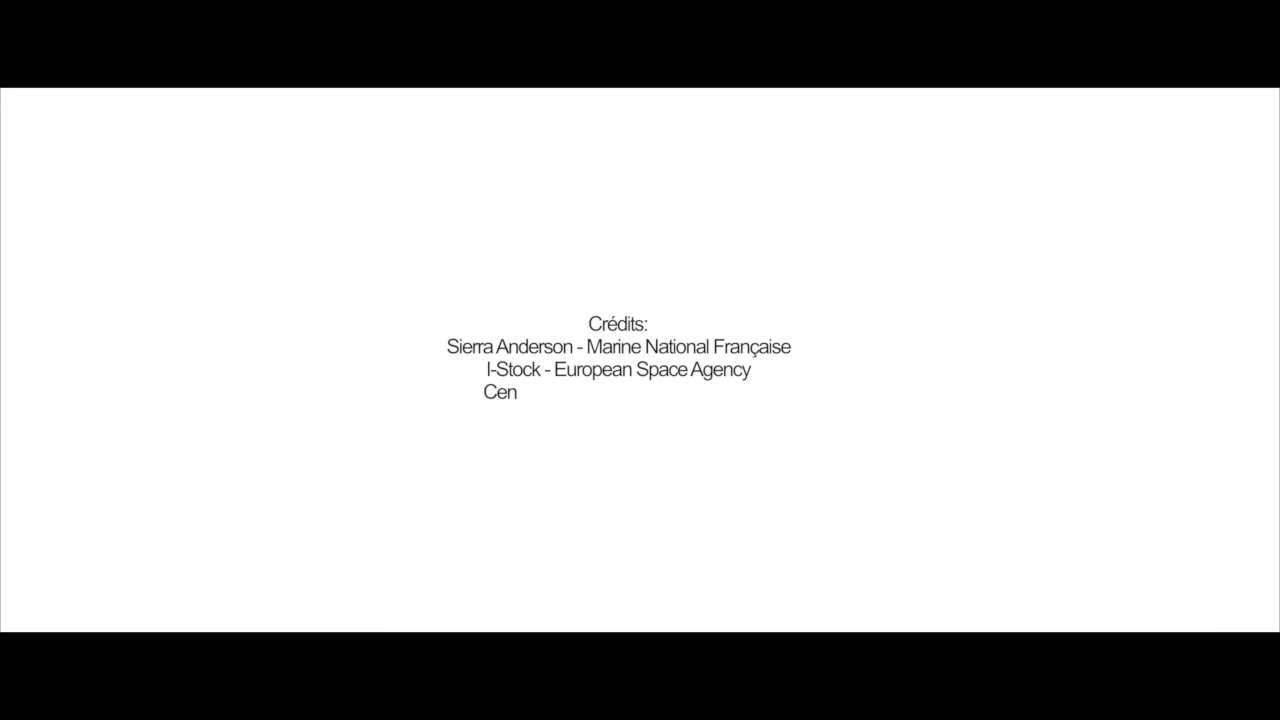 Crédits:
Sierra Anderson - Marine National Française
I-Stock - European Space Agency
Cen